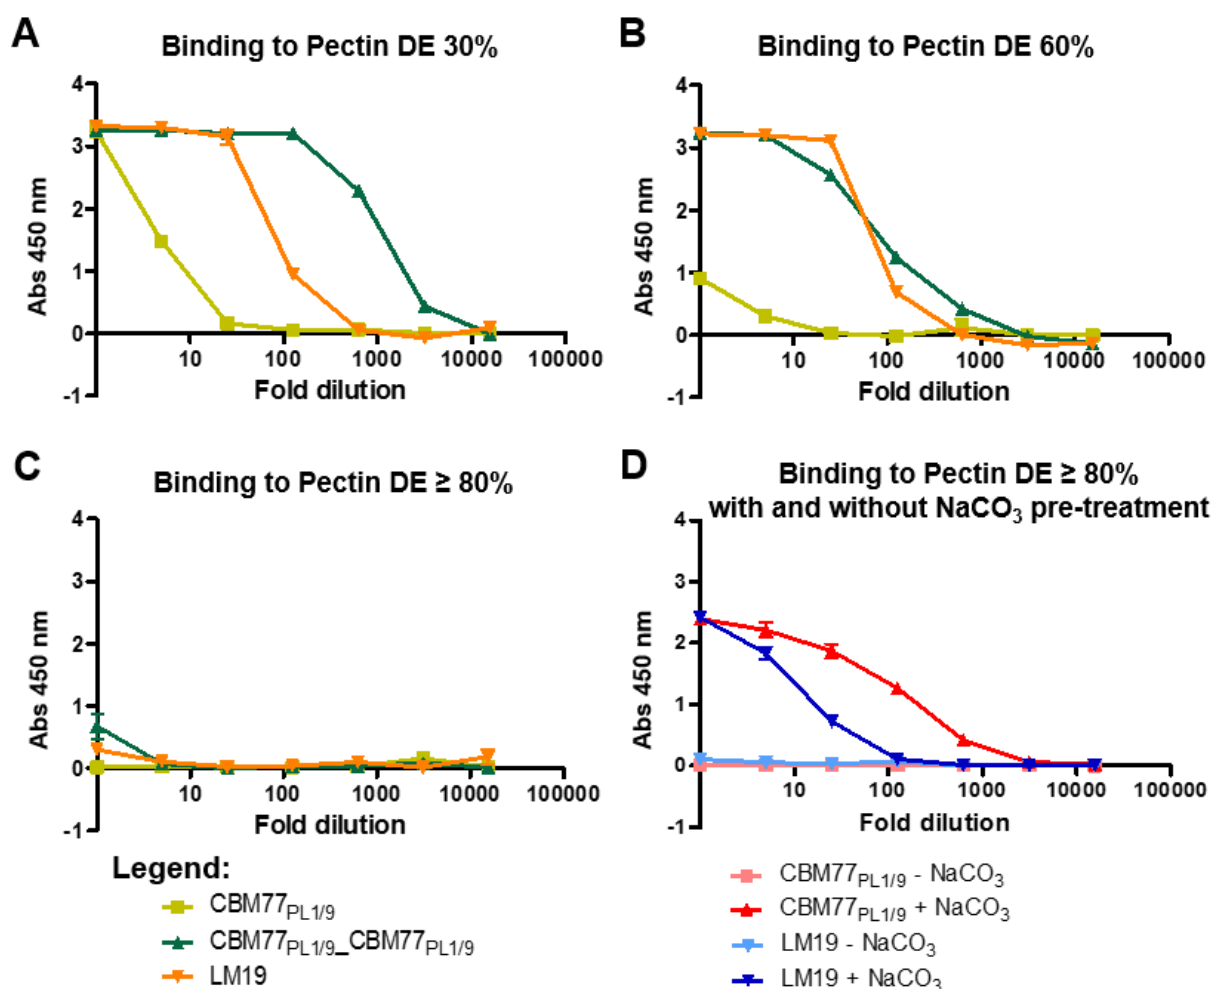 A
Binding to Pectin DE 30%
Abs 450 nm
4
3
2
1
0
-1
10 100 1000 10000 100000
Fold dilution
B
Binding to Pectin DE 60%
Abs 450 nm
4
3
2
1
0
-1
10 100 1000 10000 100000
Fold dilution
C
Binding to Pectin DE ≥ 80%
Abs 450 nm
4
3
2
1
0
-1
10 100 1000 10000 100000
Fold dilution
D
Binding to Pectin DE ≥ 80%
with and without NaCO₃ pre-treatment
Abs 450 nm
4
3
2
1
0
-1
10 100 1000 10000 100000
Fold dilution
Legend:
CBM77PL1/9
CBM77PL1/9_CBM77PL1/9
LM19
CBM77PL1/9 - NaCO₃
CBM77PL1/9 + NaCO₃
LM19 - NaCO₃
LM19 + NaCO₃